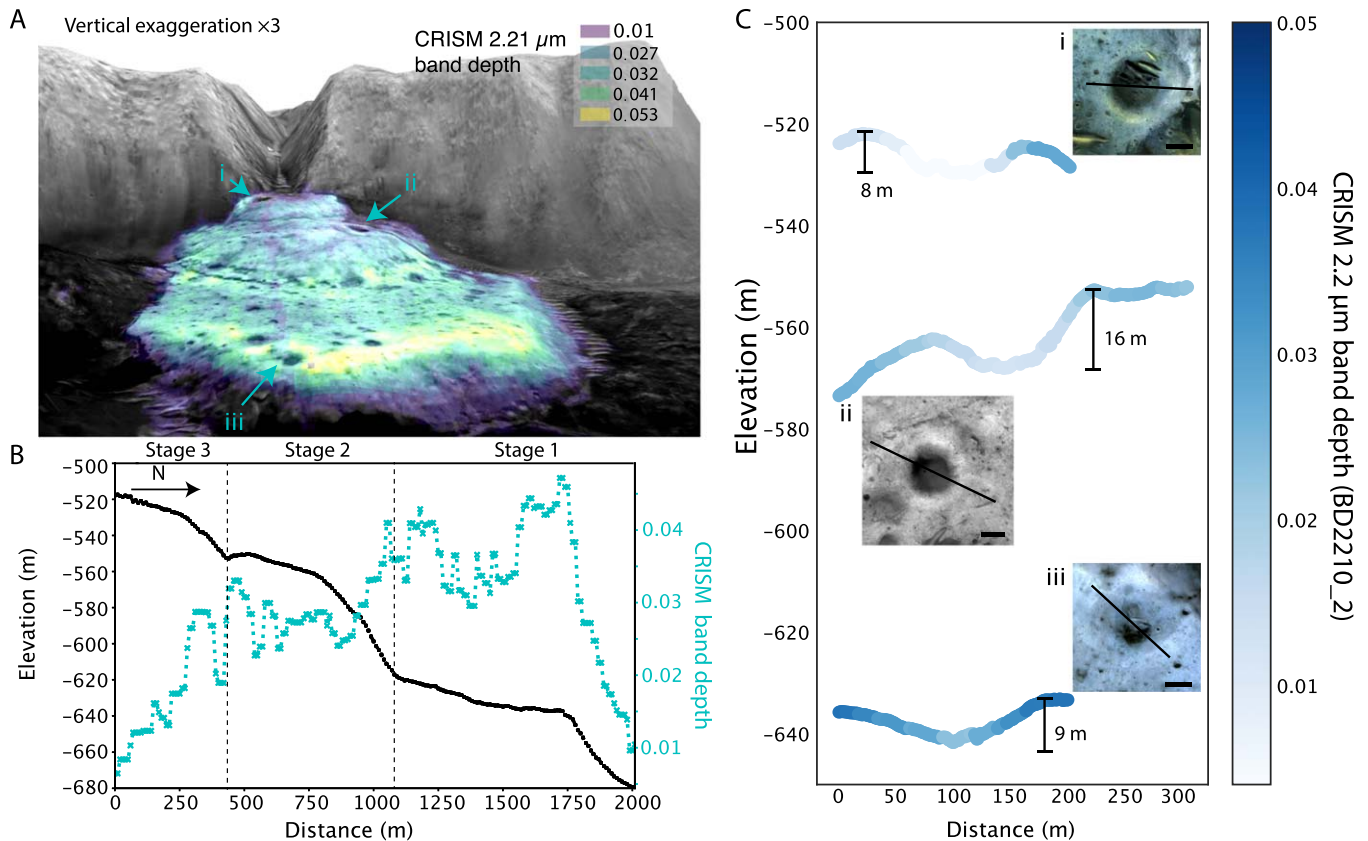 A
Vertical exaggeration ×3
CRISM 2.21 µm
band depth
0.01
0.027
0.032
0.041
0.053
i
ii
iii
B
Stage 3
Stage 2
Stage 1
N
−500
−520
−540
−560
−580
−600
−620
−640
−660
−680
Elevation (m)
0.04
0.03
0.02
0.01
CRISM band depth
0
250
500
750
1000
1250
1500
1750
2000
Distance (m)
C
−500
−520
−540
−560
−580
−600
−620
−640
Elevation (m)
i
8 m
16 m
ii
iii
9 m
0
50
100
150
200
250
300
Distance (m)
0.05
0.04
0.03
0.02
0.01
CRISM 2.2 µm band depth (BD2210_2)